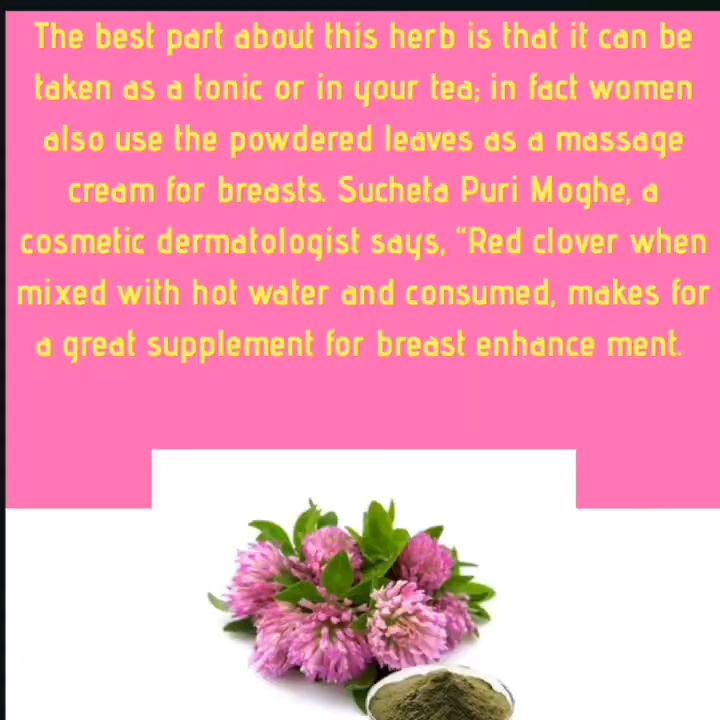 The best part about this herb is that it can be
taken as a tonic or in your tea; in fact women
also use the powdered leaves as a massage
cream for breasts. Sucheta Puri Moghe, a
cosmetic dermatologist says, “Red clover when
mixed with hot water and consumed, makes for
a great supplement for breast enhance ment.